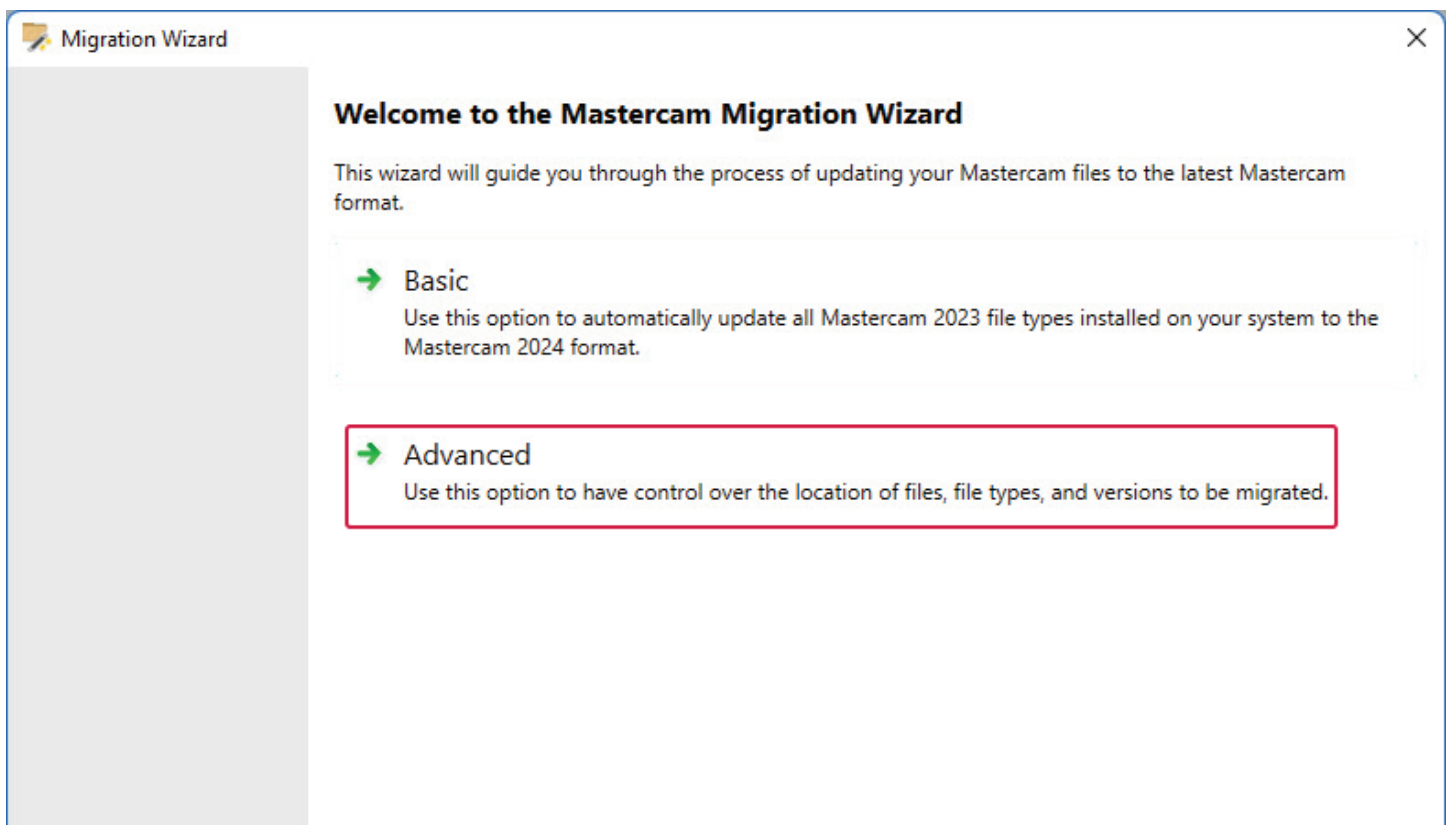 Migration Wizard
Welcome to the Mastercam Migration Wizard
This wizard will guide you through the process of updating your Mastercam files to the latest Mastercam
format.
Basic
Use this option to automatically update all Mastercam 2023 file types installed on your system to the
Mastercam 2024 format.
Advanced
Use this option to have control over the location of files, file types, and versions to be migrated.